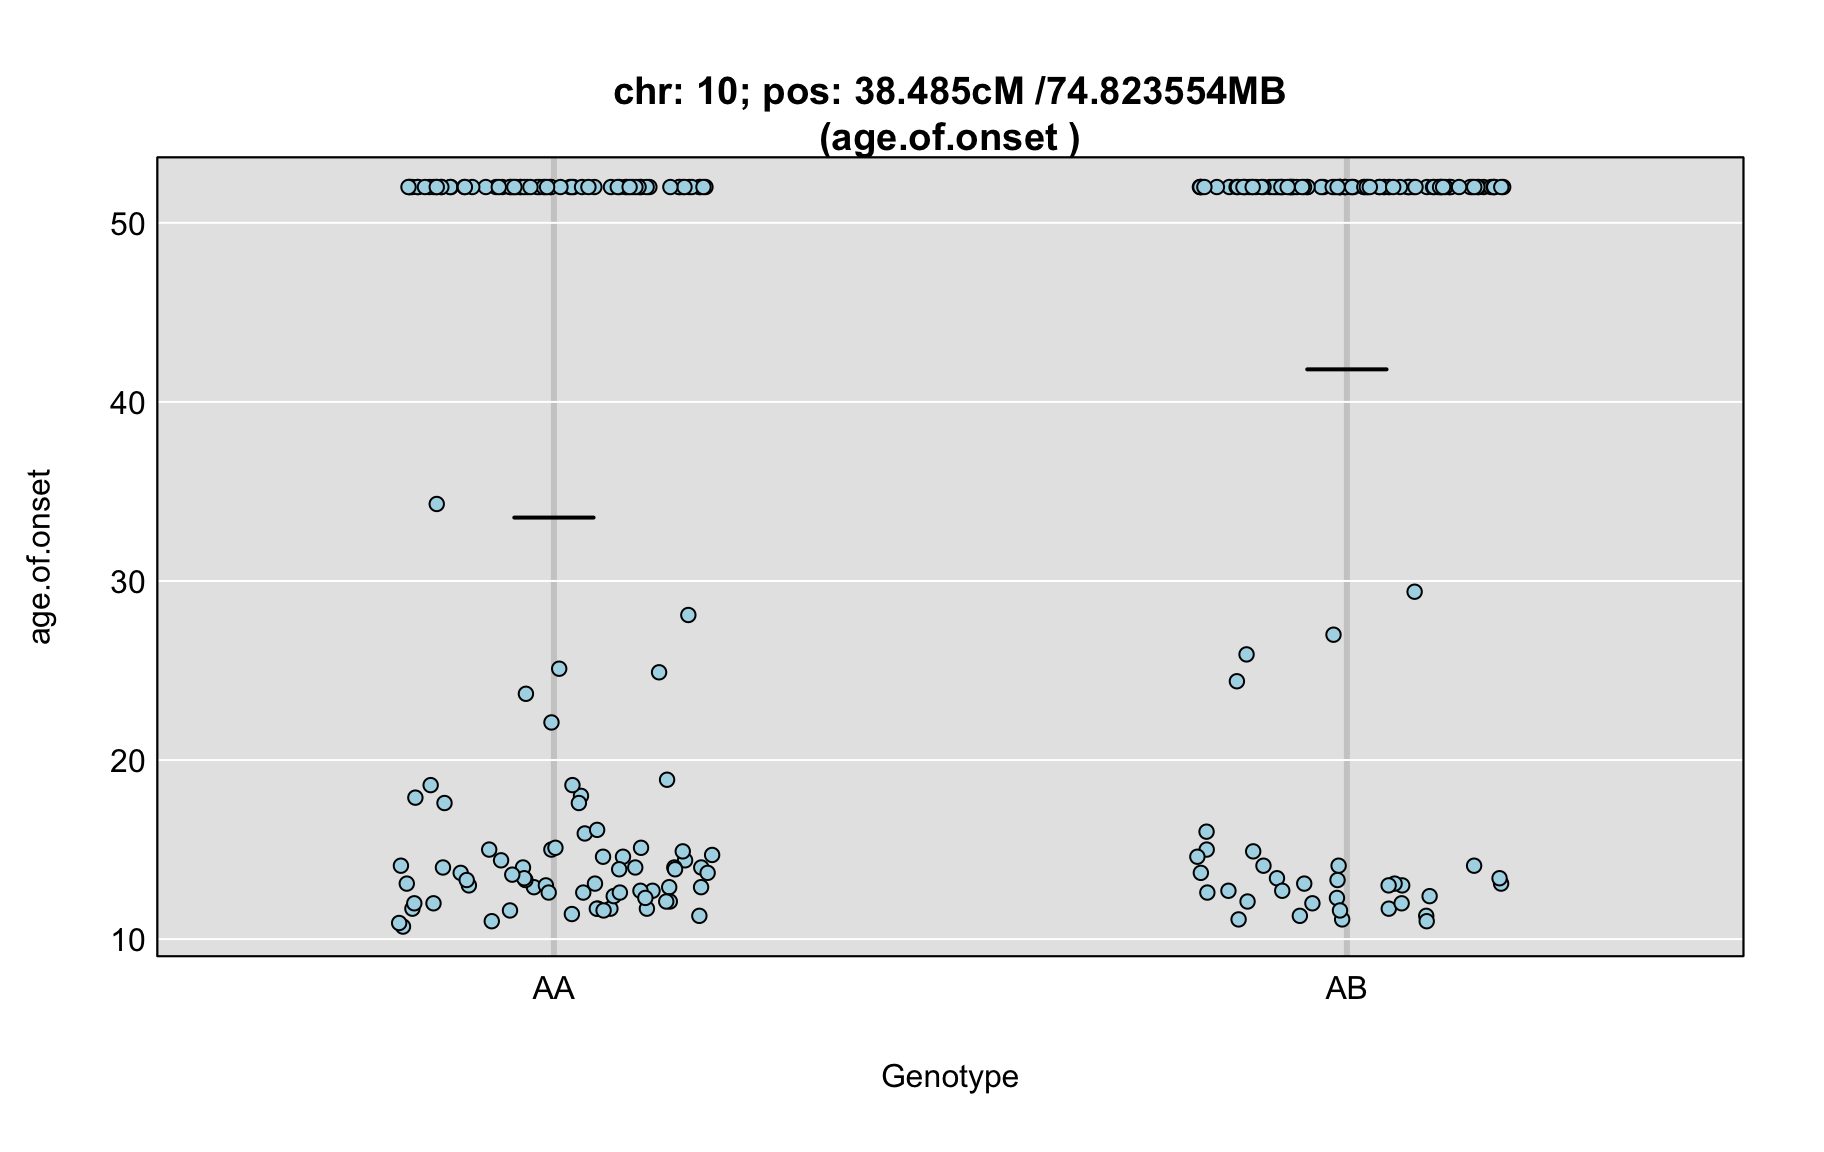 chr: 10; pos: 38.485cM /74.823554MB
(age.of.onset )
50
40
30
20
10
age.of.onset
AA
AB
Genotype